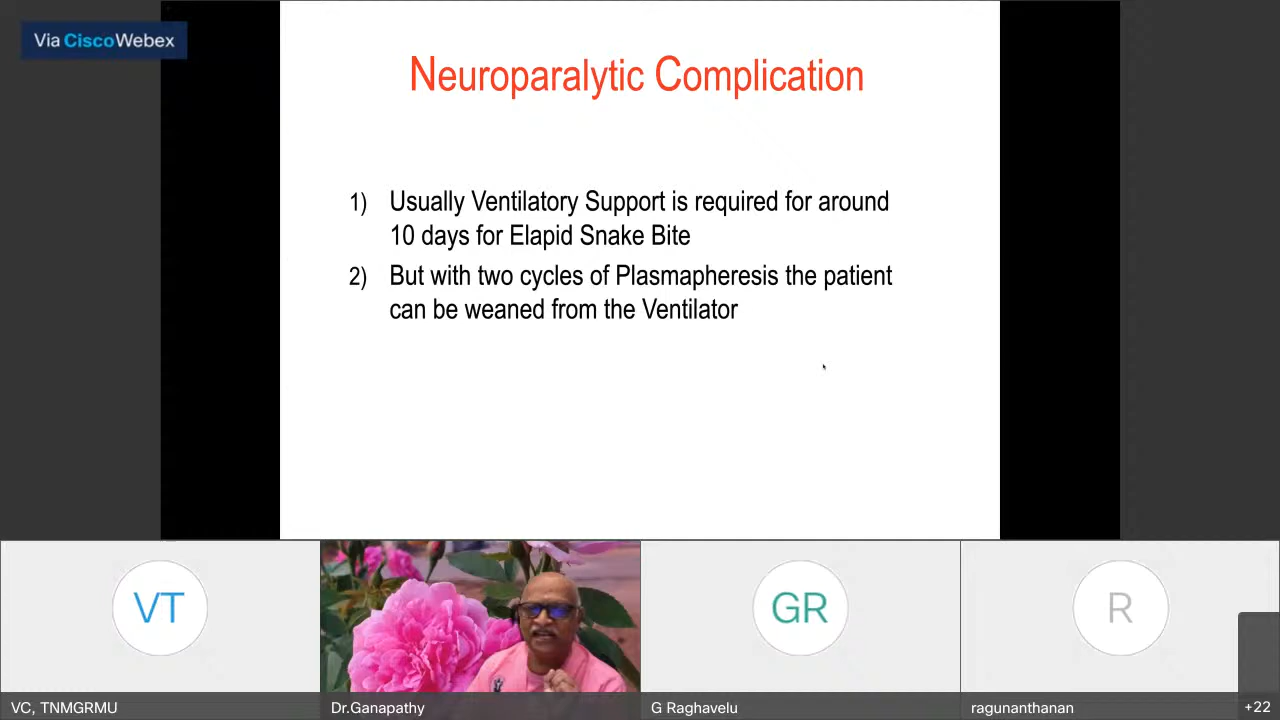 Via CiscoWebex
Neuroparalytic Complication
1) Usually Ventilatory Support is required for around
10 days for Elapid Snake Bite
2) But with two cycles of Plasmapheresis the patient
can be weaned from the Ventilator
VT
GR
R
VC, TNMGRMU
Dr.Ganapathy
G Raghavelu
ragunanthanan
+22